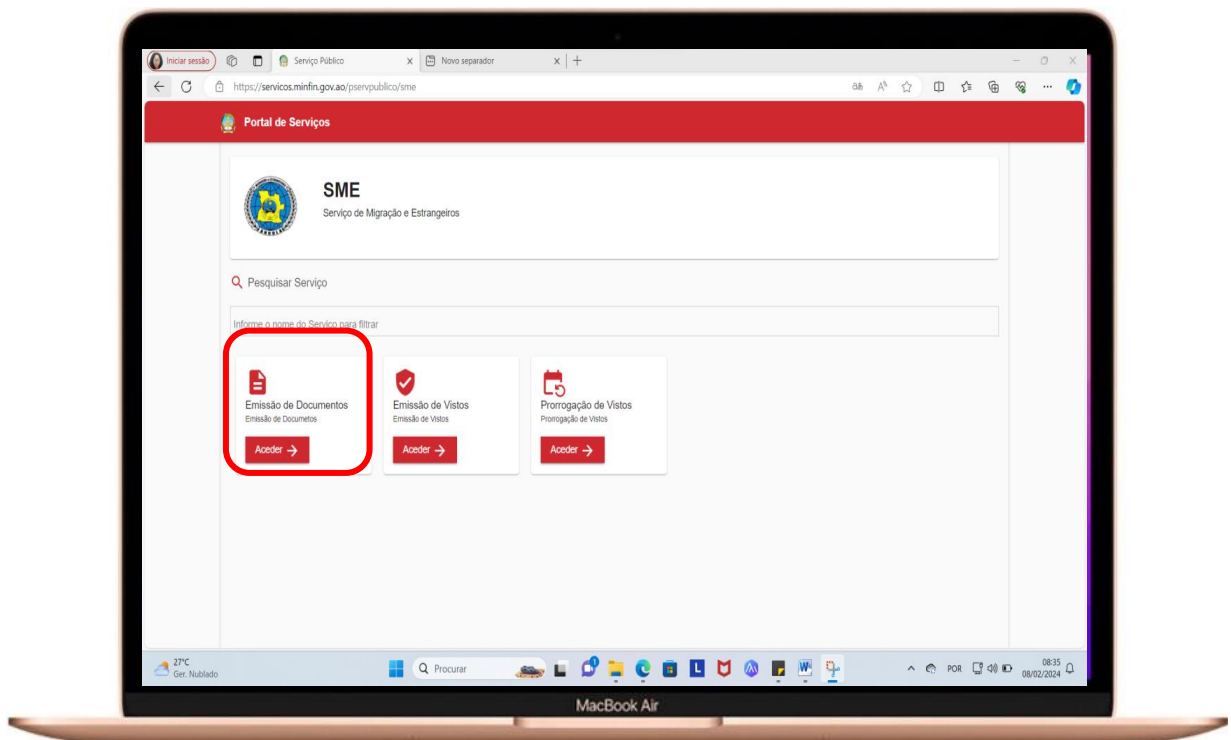 Iniciar sessão
Serviço Público
Novo separador
https://servicos.minfin.gov.ao/pservpublico/sme
Portal de Serviços
SME
Serviço de Migração e Estrangeiros
Pesquisar Serviço
Informe o nome do Serviço para filtrar
Emissão de Documentos
Emissão de Documetos
Aceder →
Emissão de Vistos
Emissão de Vistos
Aceder →
Prorrogação de Vistos
Prorrogação de Vistos
Aceder →
27°C
Ger. Nublado
Procurar
POR
08:35
08/02/2024
MacBook Air